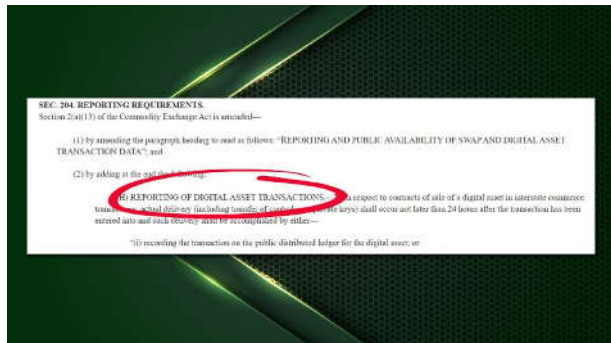 SEC. 204. REPORTING REQUIREMENTS.
Section 2(a)(13) of the Commodity Exchange Act is amended—
(1) by amending the paragraph heading to read as follows: "REPORTING AND PUBLIC AVAILABILITY OF SWAP AND DIGITAL ASSET
TRANSACTION DATA"; and
(2) by adding at the end the following:
(H) REPORTING OF DIGITAL ASSET TRANSACTIONS. respect to contracts of sale of a digital asset in interstate commerce
actual delivery (including transfer of keys) shall occur not later than 24 hours after the transaction has been
entered into and such delivery shall be accomplished by either—
"(i) recording the transaction on the public distributed ledger for the digital asset; or